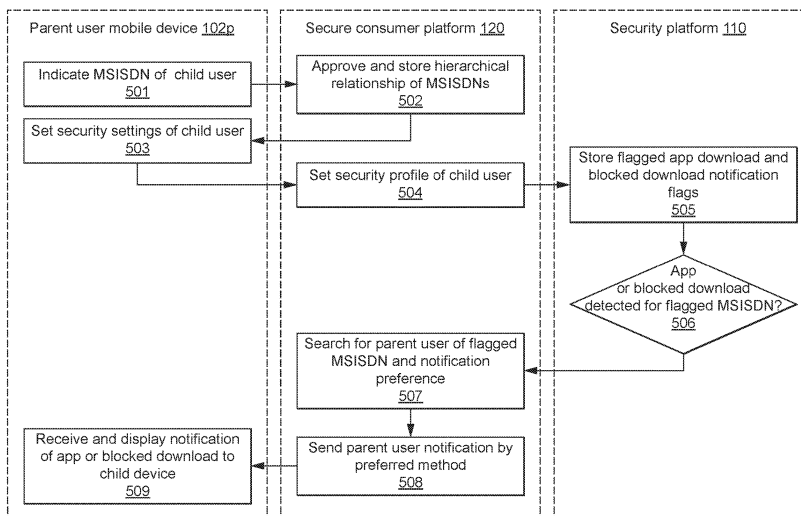 Parent user mobile device 102p
Secure consumer platform 120
Security platform 110
Indicate MSISDN of child user
501
Approve and store hierarchical
relationship of MSISDNs
502
Set security settings of child user
503
Set security profile of child user
504
Store flagged app download and
blocked download notification
flags
505
App
or blocked download
detected for flagged MSISDN?
506
Search for parent user of flagged
MSISDN and notification
preference
507
Send parent user notification by
preferred method
508
Receive and display notification
of app or blocked download to
child device
509